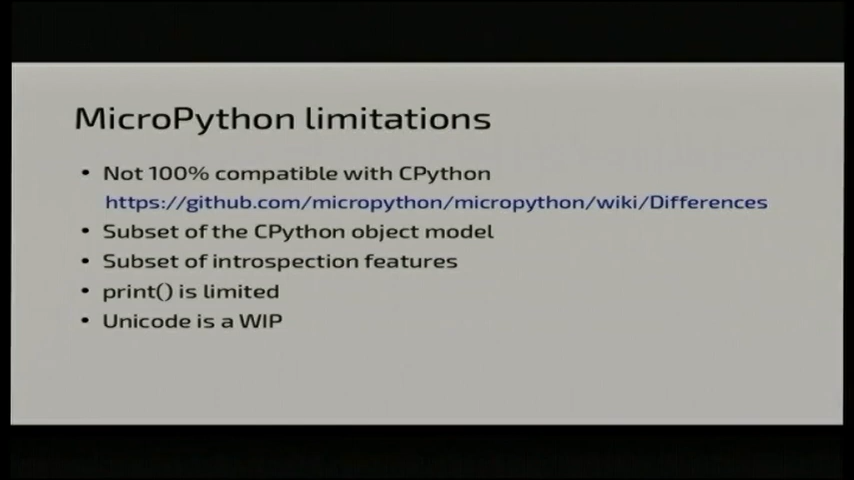 MicroPython limitations
• Not 100% compatible with CPython
https://github.com/micropython/micropython/wiki/Differences
• Subset of the CPython object model
• Subset of introspection features
• print() is limited
• Unicode is a WIP